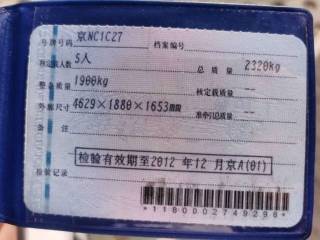 号牌号码 京NC1C27 档案编号
核定载人数 5人 总质量 2320kg
整备质量 1900kg 核定载质量
外廓尺寸 4629×1880×1653 准牵引总质量
备注
检验有效期至2012 年12 月京A(01)
检验记录
*1180002749296*